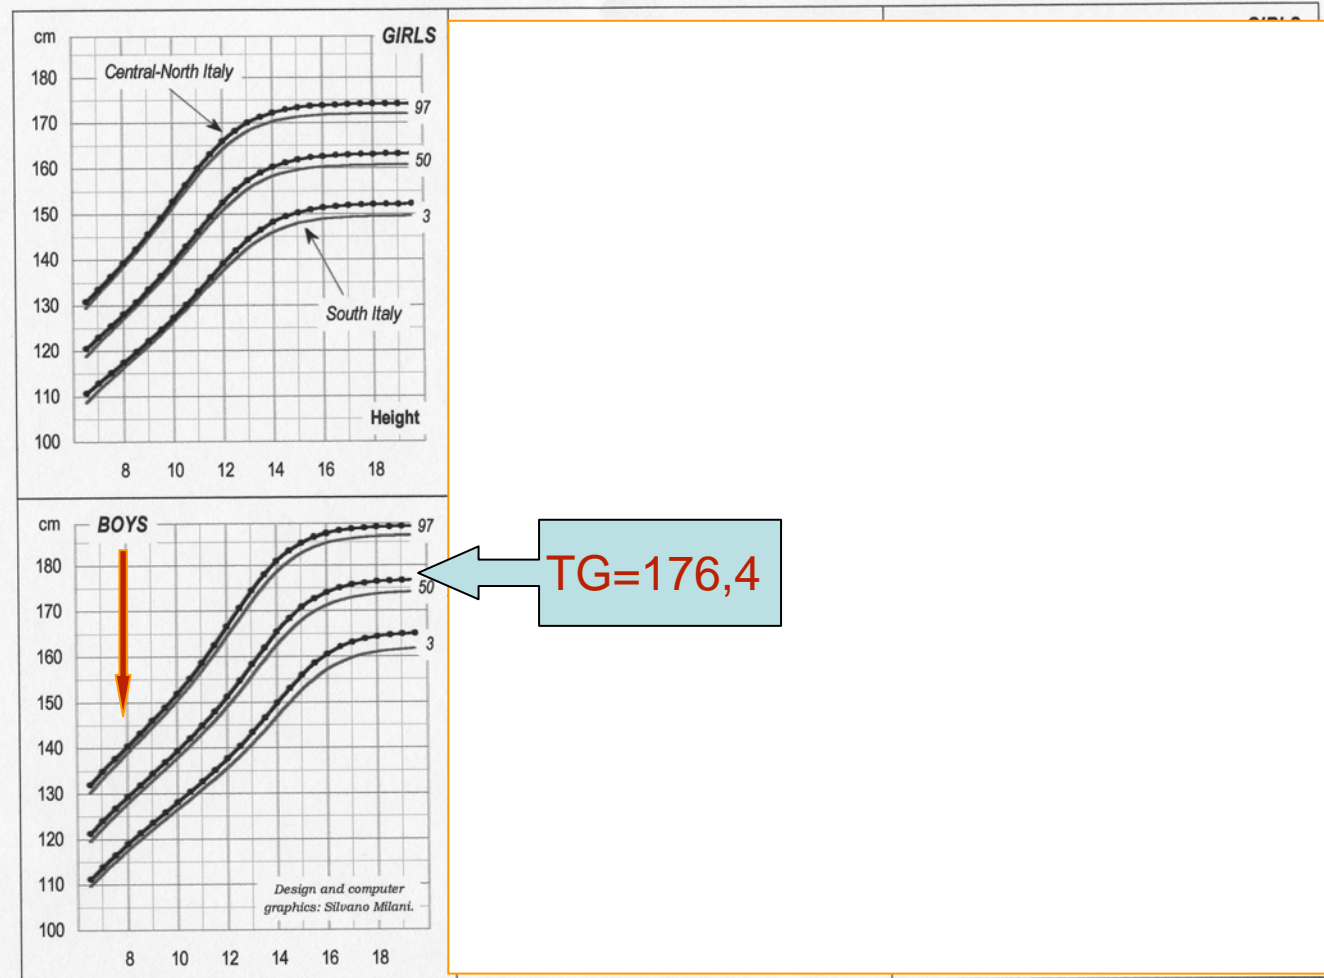 cm
GIRLS
Central-North Italy
180
170
160
150
140
130
120
110
100
97
50
3
South Italy
Height
8 10 12 14 16 18
cm
BOYS
180
170
160
150
140
130
120
110
100
97
50
3
Design and computer
graphics: Silvano Milani.
8 10 12 14 16 18
TG=176,4